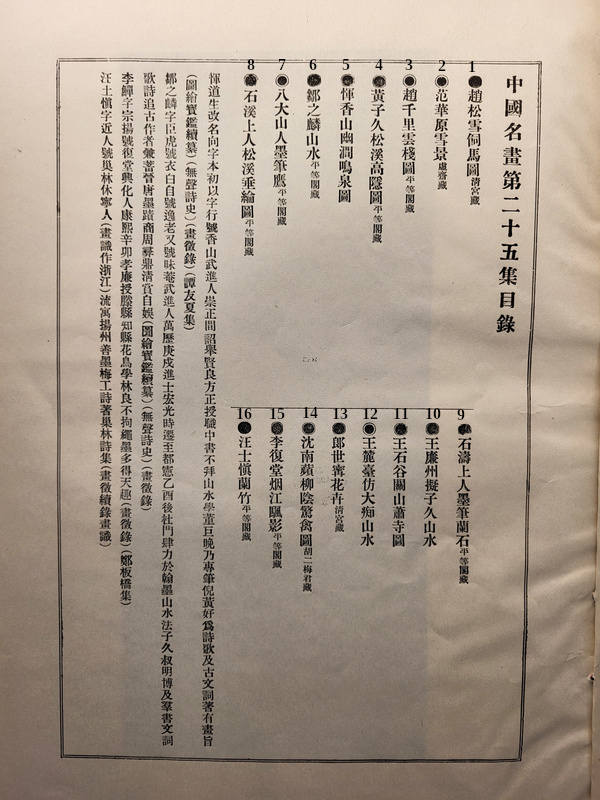 中國名畫第二十五集目錄
1●趙松雪飼馬圖清宮藏
2●范華原雪景虛齋藏
3●趙千里雲棧圖平等閣藏
4●黃子久松溪高隱圖平等閣藏
5●惲香山幽澗鳴泉圖
6●鄒之麟山水平等閣藏
7●八大山人墨筆鷹平等閣藏
8●石溪上人松溪垂綸圖平等閣藏
9●石濤上人墨筆蘭石平等閣藏
10●王廉州擬子久山水
11●王石谷關山蕭寺圖
12●王麓臺仿大痴山水
13●郎世寗花卉清宮藏
14●沈南蘋柳陰驚禽圖胡二梅君藏
15●李復堂烟江颿影平等閣藏
16●汪士愼蘭竹平等閣藏
惲道生改名向字本初以字行號香山武進人崇正間詔舉賢良方正授職中書不拜山水學董巨晚乃專筆倪黃好爲詩歌及古文詞著有畫旨
(圖繪寶鑑續纂)(無聲詩史)(畫徵錄)(譚友夏集)
鄒之麟字臣虎號衣白自號逸老又號昧菴武進人萬歷庚戌進士宏光時遷至都憲乙酉後杜門肆力於翰墨山水法子久叔明博及羣書文詞
歌詩追古作者兼蓄晉唐墨蹟商周尊鼎清賞自娛(圖繪寶鑑續纂)(無聲詩史)(畫徵錄)
李鱓字宗揚號復堂興化人康熙辛卯孝廉授滕縣知縣花鳥學林良不拘繩墨多得天趣(畫徵錄)(鄭板橋集)
汪士愼字近人號巢林休寧人(畫識作浙江)流寓揚州善墨梅工詩著巢林詩集(畫徵續錄畫識)